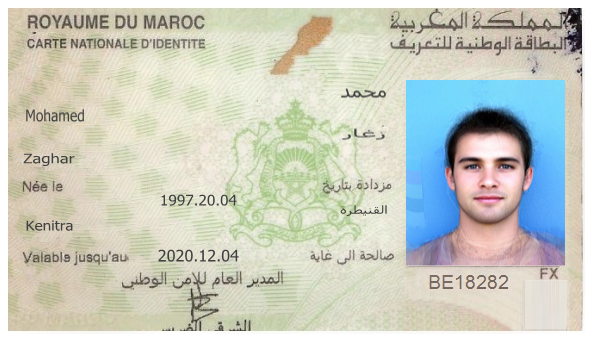 ROYAUME DU MAROC
المملكة المغربية
CARTE NATIONALE D'IDENTITE
البطاقة الوطنية للتعريف
محمد
Mohamed
زغار
Zaghar
Née le 1997.20.04 مزدادة بتاريخ
القنيطرة
Kenitra
Valable jusqu'au 2020.12.04 صالحة الى غاية
المدير العام للامن الوطني
BE18282
FX
الشرقي الضريس